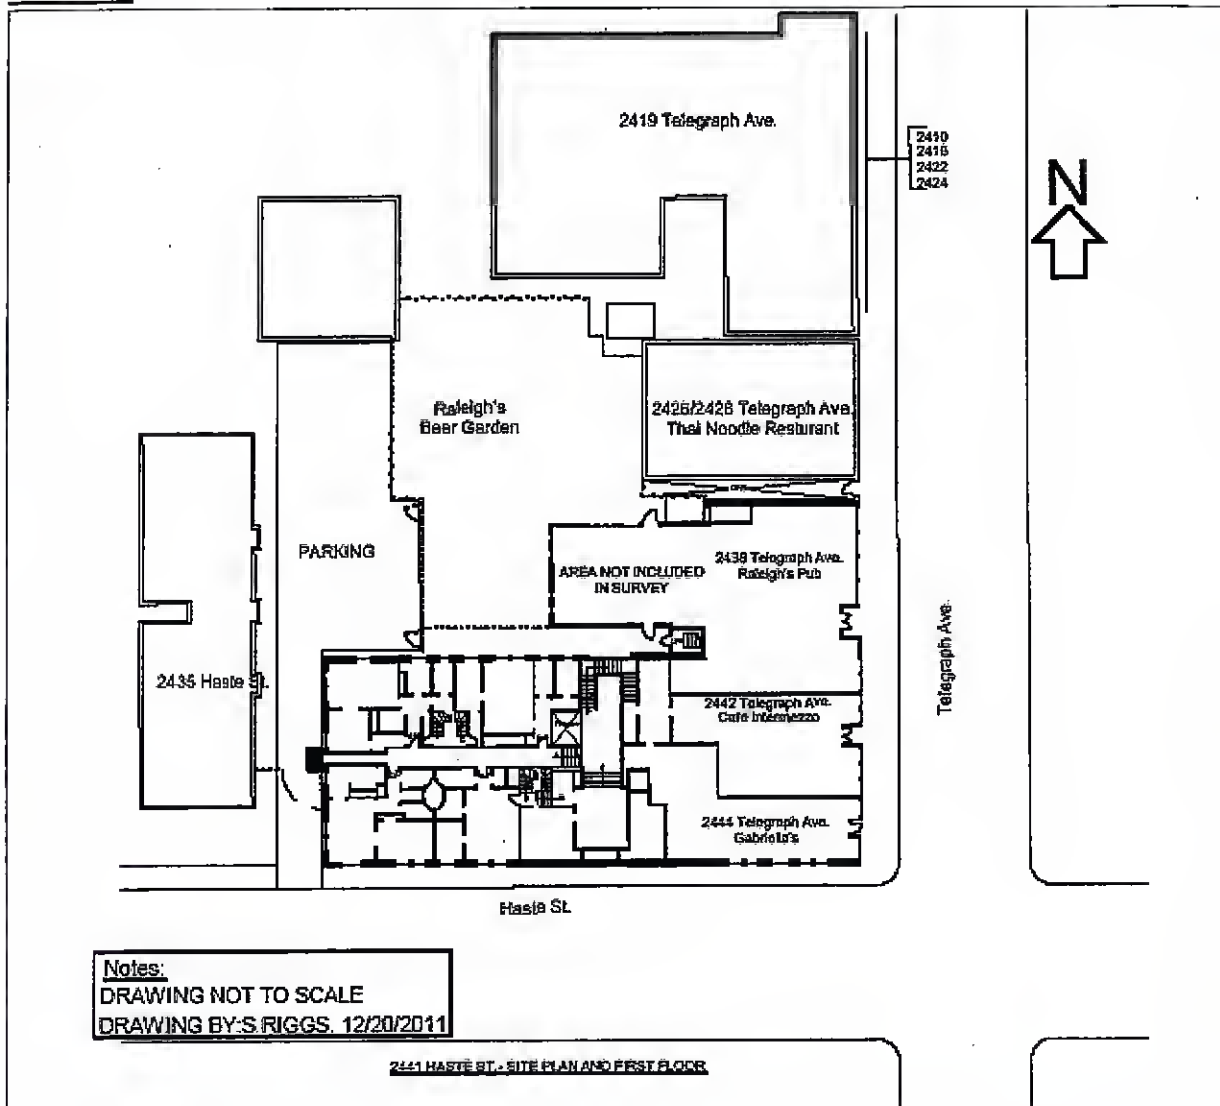 2419 Telegraph Ave.
2410
2416
2422
2424
N
Raleigh's
Beer Garden
2426/2428 Telegraph Ave.
Thai Noodle Resturant
PARKING
AREA NOT INCLUDED
IN SURVEY
2438 Telegraph Ave.
Raleigh's Pub
Telegraph Ave.
2435 Haste St.
2442 Telegraph Ave.
Cafe Intermezzo
2444 Telegraph Ave.
Gabriella's
Haste St.
Notes:
DRAWING NOT TO SCALE
DRAWING BY:S.RIGGS. 12/20/2011
2441 HASTE ST. - SITE PLAN AND FIRST FLOOR